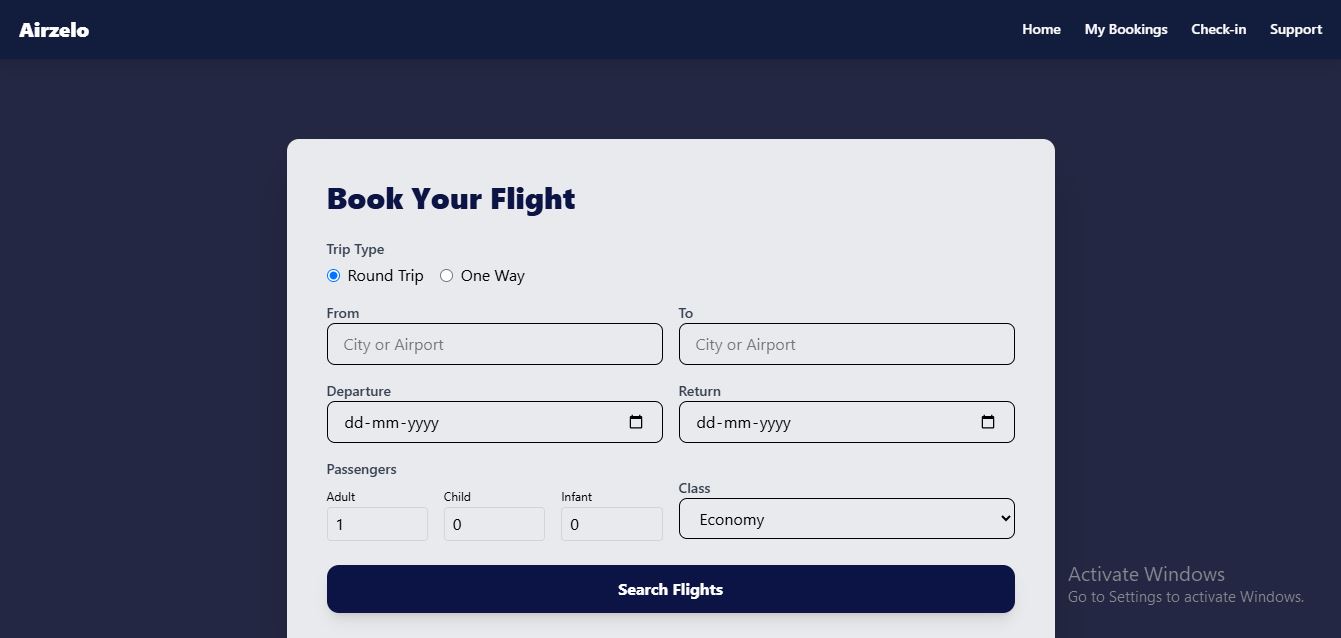 Airzelo
Home My Bookings Check-in Support
Book Your Flight
Trip Type
Round Trip One Way
From To
City or Airport City or Airport
Departure Return
dd-mm-yyyy dd-mm-yyyy
Passengers
Class
Adult Child Infant
1 0 0
Economy
Search Flights
Activate Windows
Go to Settings to activate Windows.